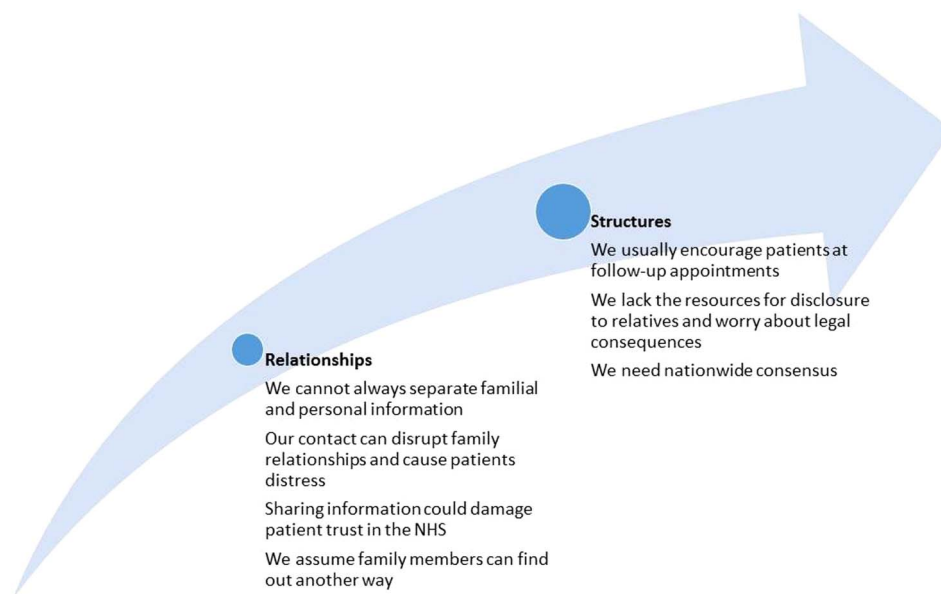 Relationships
We cannot always separate familial
and personal information
Our contact can disrupt family
relationships and cause patients
distress
Sharing information could damage
patient trust in the NHS
We assume family members can find
out another way
Structures
We usually encourage patients at
follow-up appointments
We lack the resources for disclosure
to relatives and worry about legal
consequences
We need nationwide consensus